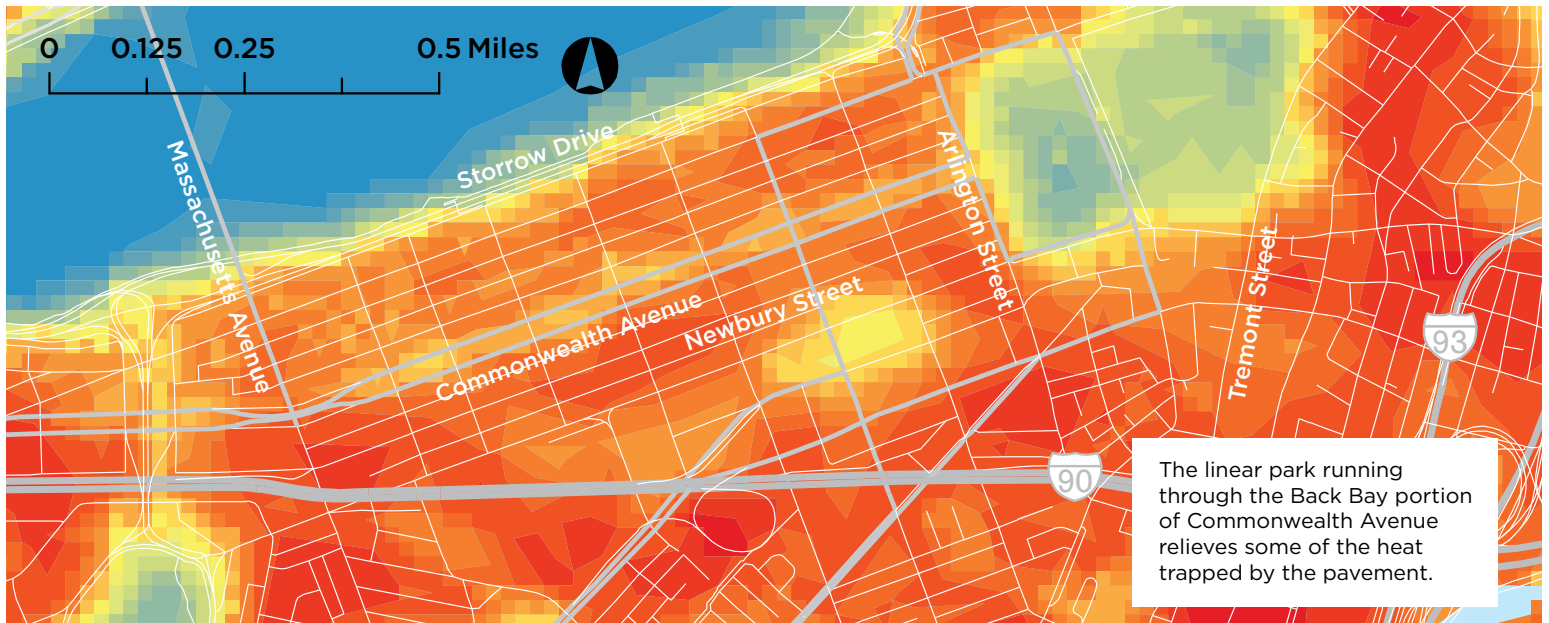 0 0.125 0.25 0.5 Miles
Storrow Drive
Massachusetts Avenue
Arlington Street
Commonwealth Avenue
Newbury Street
Tremont Street
93
90
The linear park running
through the Back Bay portion
of Commonwealth Avenue
relieves some of the heat
trapped by the pavement.